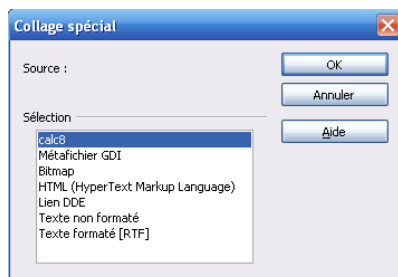 Collage spécial
Source :
OK
Annuler
Aide
Sélection
calc8
Métafichier GDI
Bitmap
HTML (HyperText Markup Language)
Lien DDE
Texte non formaté
Texte formaté [RTF]